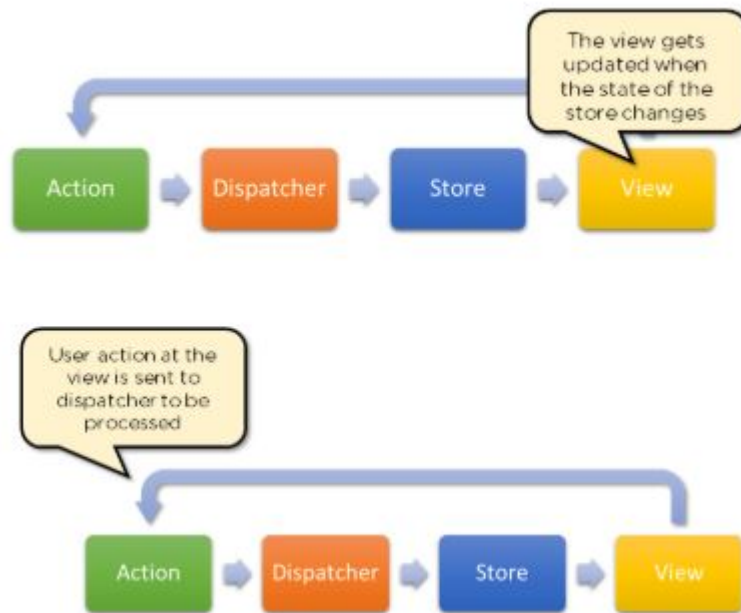 The view gets
updated when
the state of the
store changes
Action
Dispatcher
Store
View
User action at the
view is sent to
dispatcher to be
processed
Action
Dispatcher
Store
View